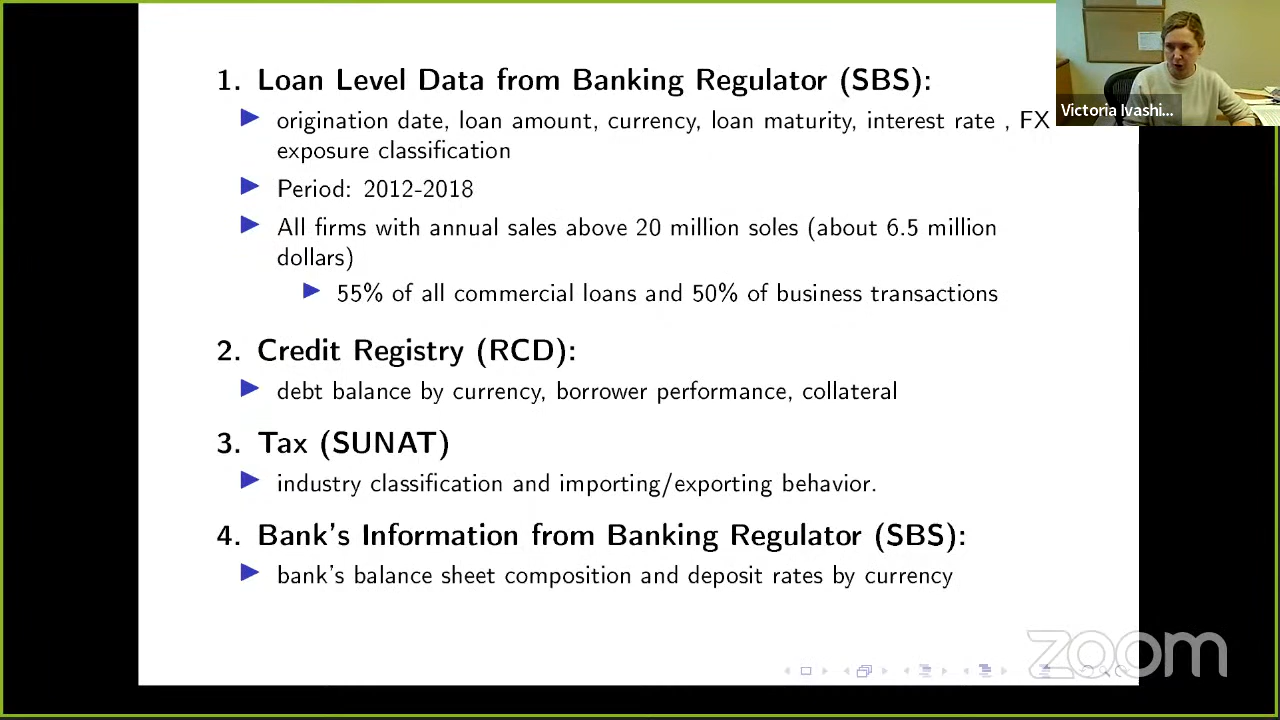 1. Loan Level Data from Banking Regulator (SBS):
origination date, loan amount, currency, loan maturity, interest rate , FX
exposure classification
Period: 2012-2018
All firms with annual sales above 20 million soles (about 6.5 million
dollars)
55% of all commercial loans and 50% of business transactions
2. Credit Registry (RCD):
debt balance by currency, borrower performance, collateral
3. Tax (SUNAT)
industry classification and importing/exporting behavior.
4. Bank's Information from Banking Regulator (SBS):
bank's balance sheet composition and deposit rates by currency
Victoria Ivashi...
zoom